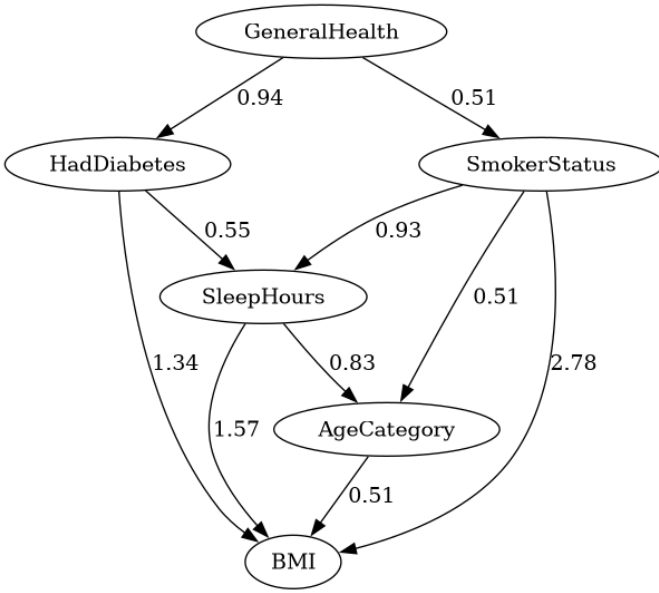 GeneralHealth
0.94
0.51
HadDiabetes
SmokerStatus
0.55
0.93
SleepHours
0.51
1.34
0.83
2.78
1.57
AgeCategory
0.51
BMI